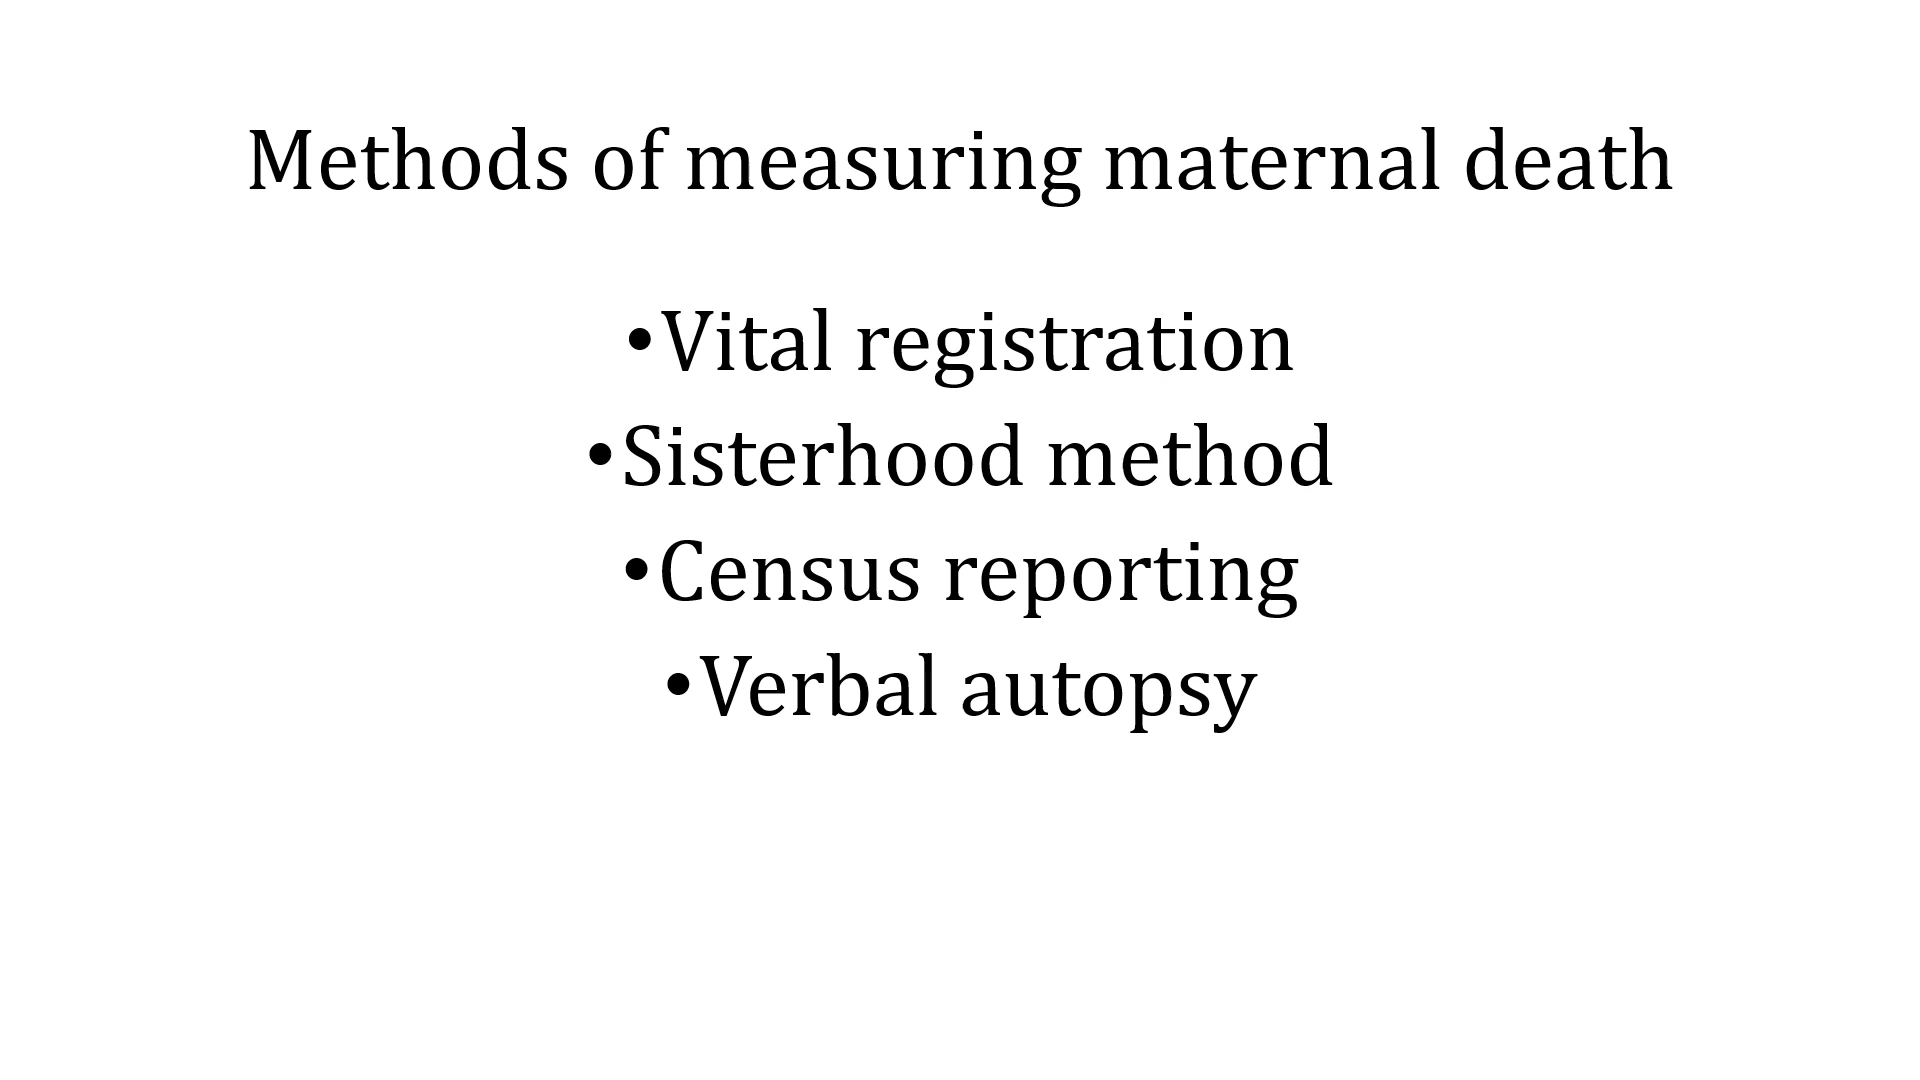 Methods of measuring maternal death
•Vital registration
•Sisterhood method
•Census reporting
•Verbal autopsy